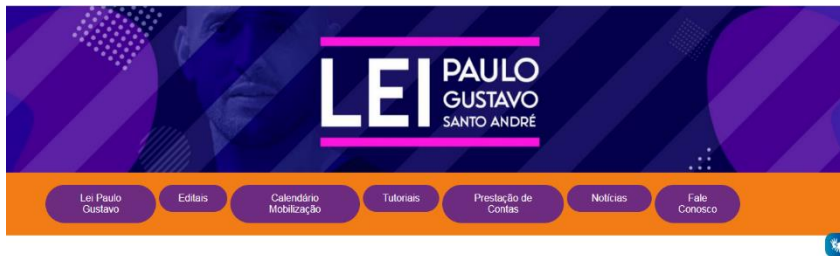 LEI PAULO
GUSTAVO
SANTO ANDRÉ
Lei Paulo
Gustavo
Editais
Calendário
Mobilização
Tutoriais
Prestação de
Contas
Notícias
Fale
Conosco